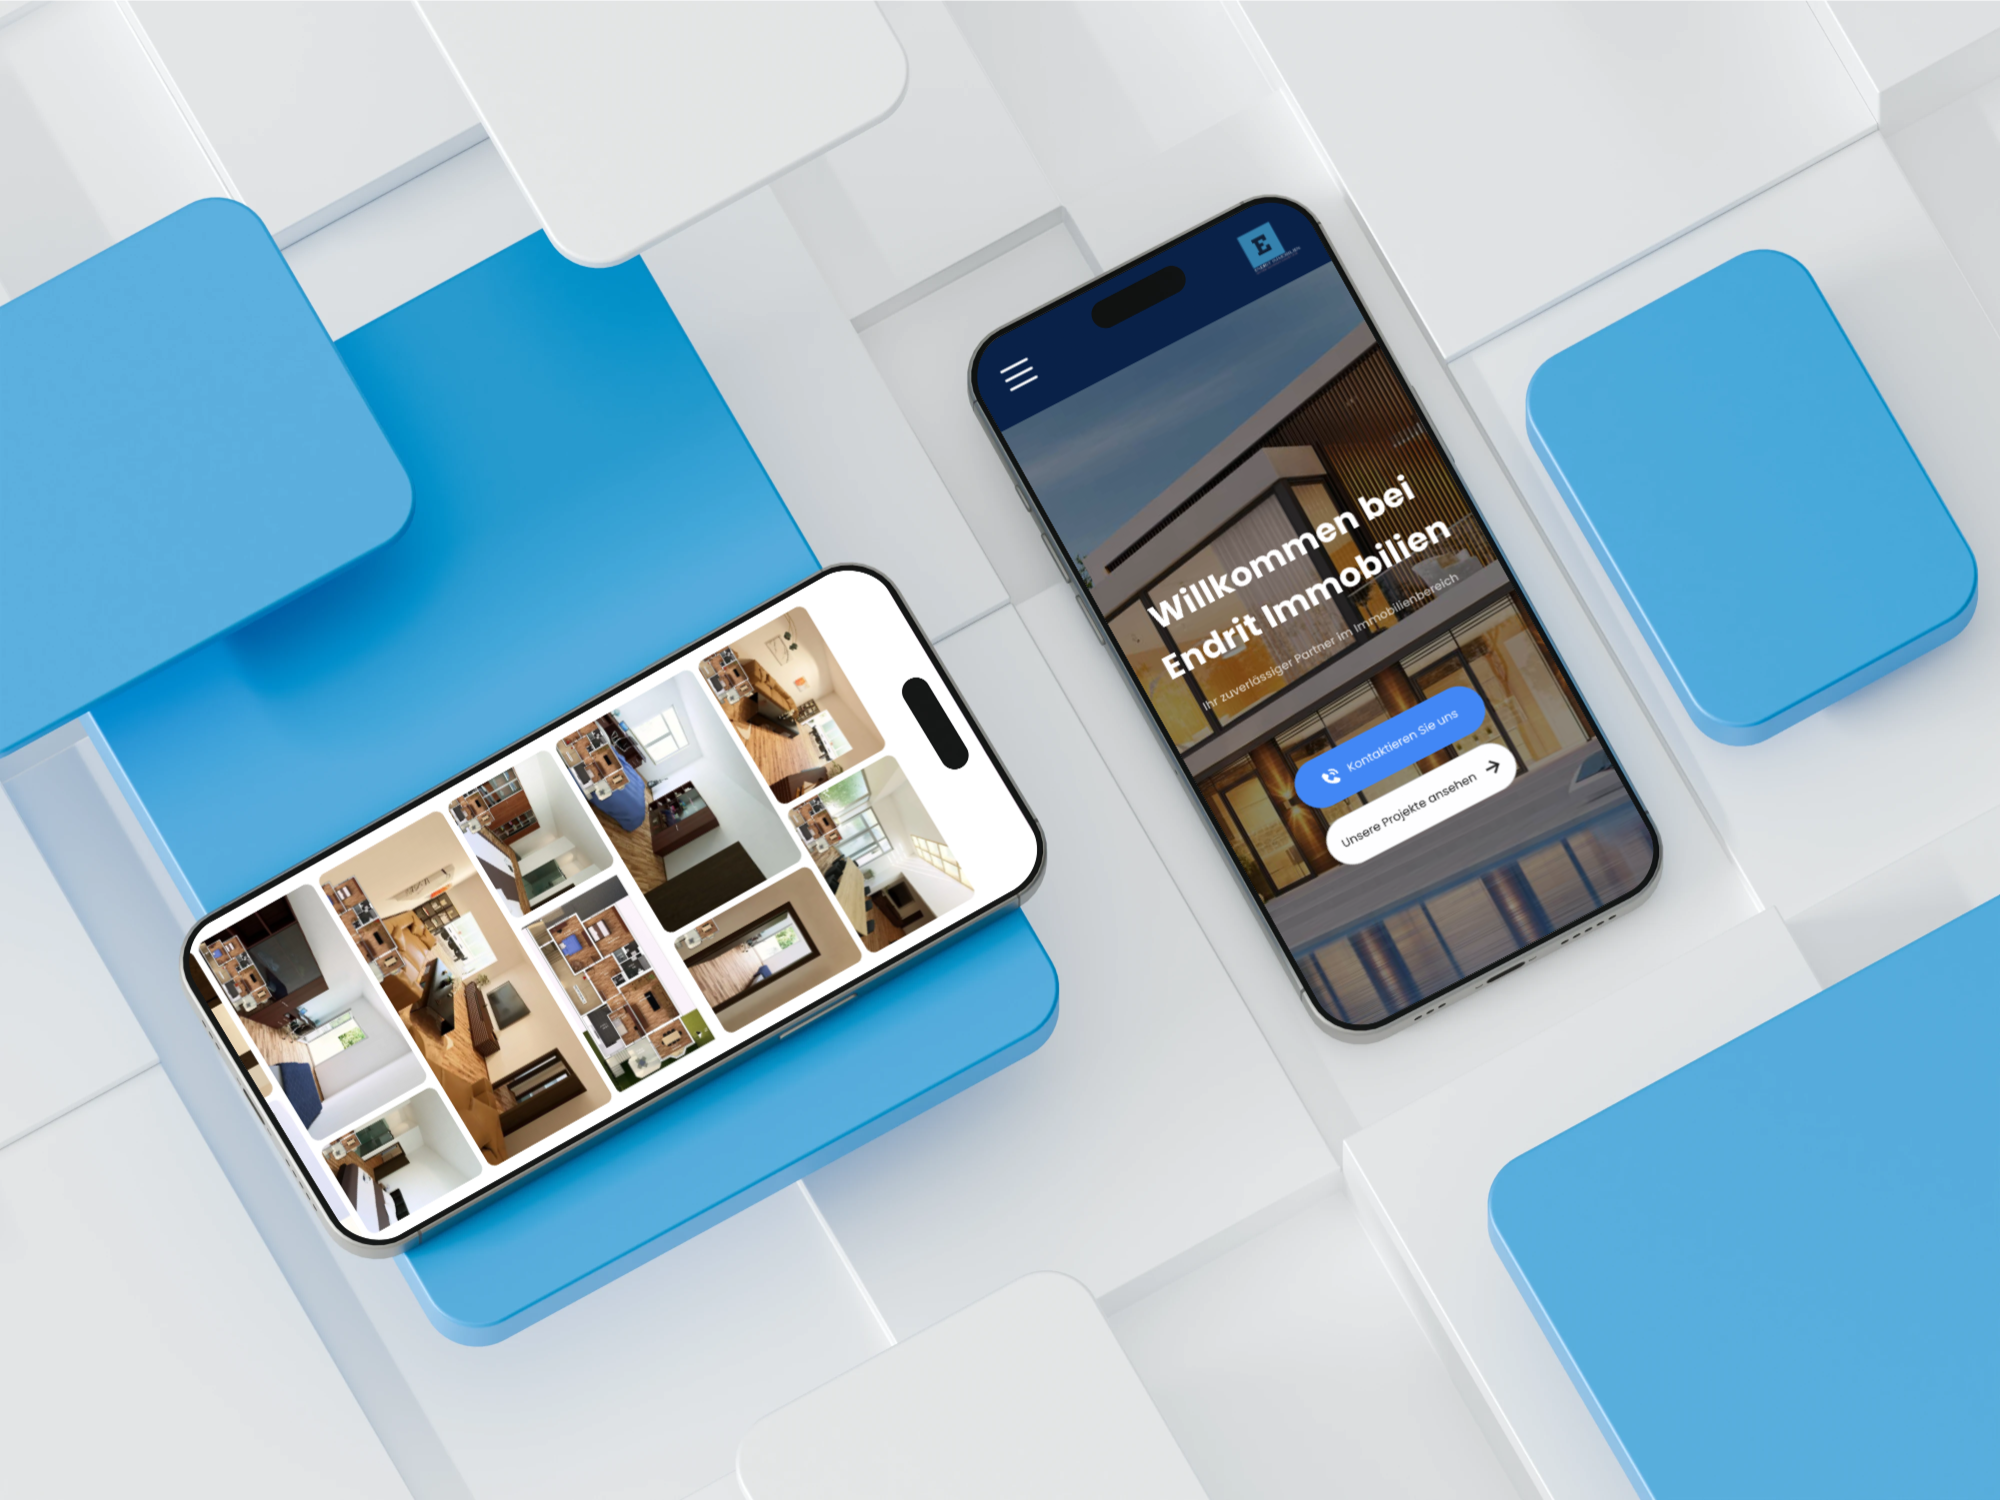 E
Willkommen bei
Endrit Immobilien
Ihr zuverlässiger Partner im Immobilienbereich
Kontaktieren Sie uns
Unsere Projekte ansehen